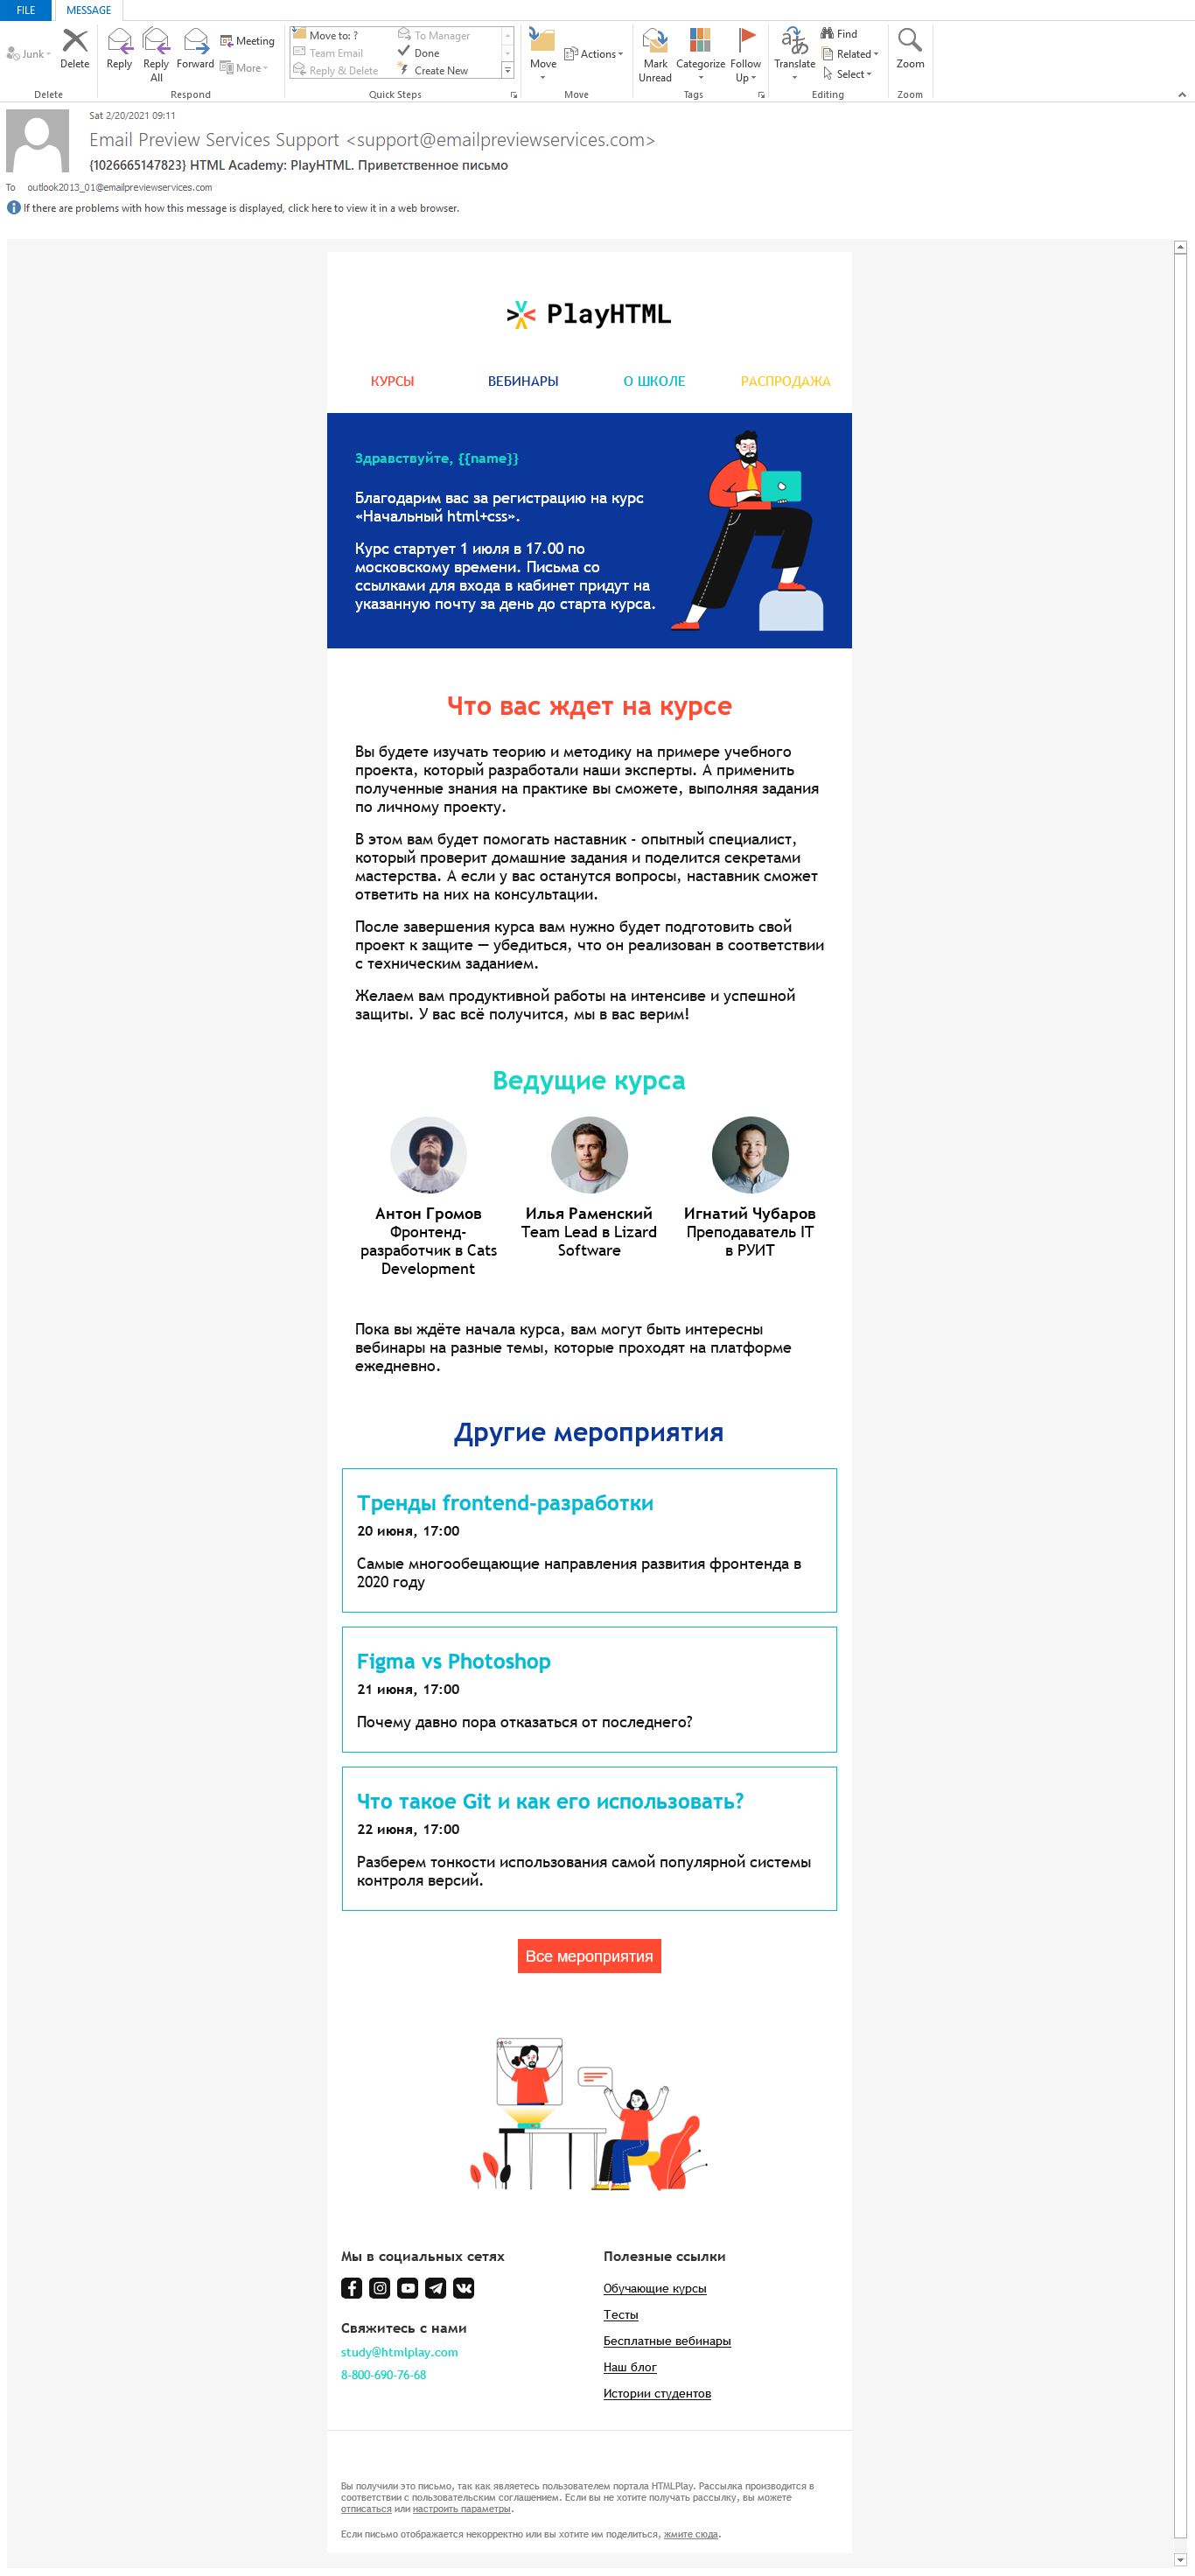 FILE MESSAGE
Junk Delete Reply Reply All Forward Meeting More
Move to: ? To Manager
Team Email Done
Reply & Delete Create New
Move Actions Mark Unread Categorize Follow Up Translate Find Related Select Zoom
Delete Respond Quick Steps Move Tags Editing Zoom
Sat 2/20/2021 09:11
Email Preview Services Support <support@emailpreviewservices.com>
{1026665147823} HTML Academy: PlayHTML. Приветственное письмо
To outlook2013_01@emailpreviewservices.com
If there are problems with how this message is displayed, click here to view it in a web browser.
PlayHTML
КУРСЫ ВЕБИНАРЫ О ШКОЛЕ РАСПРОДАЖА
Здравствуйте, {{name}}
Благодарим вас за регистрацию на курс
«Начальный html+css».
Курс стартует 1 июля в 17.00 по
московскому времени. Письма со
ссылками для входа в кабинет придут на
указанную почту за день до старта курса.
Что вас ждет на курсе
Вы будете изучать теорию и методику на примере учебного
проекта, который разработали наши эксперты. А применить
полученные знания на практике вы сможете, выполняя задания
по личному проекту.
В этом вам будет помогать наставник - опытный специалист,
который проверит домашние задания и поделится секретами
мастерства. А если у вас останутся вопросы, наставник сможет
ответить на них на консультации.
После завершения курса вам нужно будет подготовить свой
проект к защите — убедиться, что он реализован в соответствии
с техническим заданием.
Желаем вам продуктивной работы на интенсиве и успешной
защиты. У вас всё получится, мы в вас верим!
Ведущие курса
Антон Громов
Фронтенд-
разработчик в Cats
Development
Илья Раменский
Team Lead в Lizard
Software
Игнатий Чубаров
Преподаватель IT
в РУИТ
Пока вы ждёте начала курса, вам могут быть интересны
вебинары на разные темы, которые проходят на платформе
ежедневно.
Другие мероприятия
Тренды frontend-разработки
20 июня, 17:00
Самые многообещающие направления развития фронтенда в
2020 году
Figma vs Photoshop
21 июня, 17:00
Почему давно пора отказаться от последнего?
Что такое Git и как его использовать?
22 июня, 17:00
Разберем тонкости использования самой популярной системы
контроля версий.
Все мероприятия
Мы в социальных сетях
Свяжитесь с нами
study@htmlplay.com
8-800-690-76-68
Полезные ссылки
Обучающие курсы
Тесты
Бесплатные вебинары
Наш блог
Истории студентов
Вы получили это письмо, так как являетесь пользователем портала HTMLPlay. Рассылка производится в
соответствии с пользовательским соглашением. Если вы не хотите получать рассылку, вы можете
отписаться или настроить параметры.
Если письмо отображается некорректно или вы хотите им поделиться, жмите сюда.